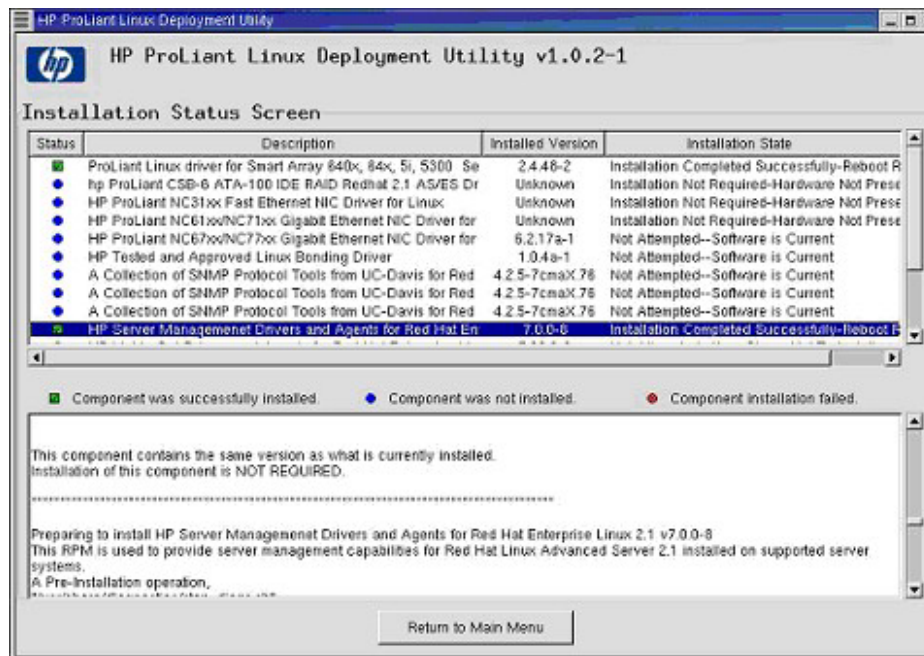 HP ProLiant Linux Deployment Utility
hp
HP ProLiant Linux Deployment Utility v1.0.2-1
Installation Status Screen
Status Description Installed Version Installation State
ProLiant Linux driver for Smart Array 640x, 64x, 5i, 5300 Se 2.4.46-2 Installation Completed Successfully-Reboot R
hp ProLiant CSB-6 ATA-100 IDE RAID Redhat 2.1 AS/ES Dr Unknown Installation Not Required-Hardware Not Prese
HP ProLiant NC31xx Fast Ethernet NIC Driver for Linux Unknown Installation Not Required-Hardware Not Prese
HP ProLiant NC61xx/NC71xx Gigabit Ethernet NIC Driver for Unknown Installation Not Required-Hardware Not Prese
HP ProLiant NC67xx/NC77xx Gigabit Ethernet NIC Driver for 6.2.17a-1 Not Attempted--Software is Current
HP Tested and Approved Linux Bonding Driver 1.0.4a-1 Not Attempted--Software is Current
A Collection of SNMP Protocol Tools from UC-Davis for Red 4.2.5-7cmaX.76 Not Attempted--Software is Current
A Collection of SNMP Protocol Tools from UC-Davis for Red 4.2.5-7cmaX.76 Not Attempted--Software is Current
A Collection of SNMP Protocol Tools from UC-Davis for Red 4.2.5-7cmaX.76 Not Attempted--Software is Current
HP Server Managemenet Drivers and Agents for Red Hat En 7.0.0-8 Installation Completed Successfully-Reboot R
Component was successfully installed. Component was not installed. Component installation failed.
This component contains the same version as what is currently installed.
Installation of this component is NOT REQUIRED.
Preparing to install HP Server Managemenet Drivers and Agents for Red Hat Enterprise Linux 2.1 v7.0.0-8
This RPM is used to provide server management capabilities for Red Hat Linux Advanced Server 2.1 installed on supported server
systems.
A Pre-Installation operation,
Return to Main Menu